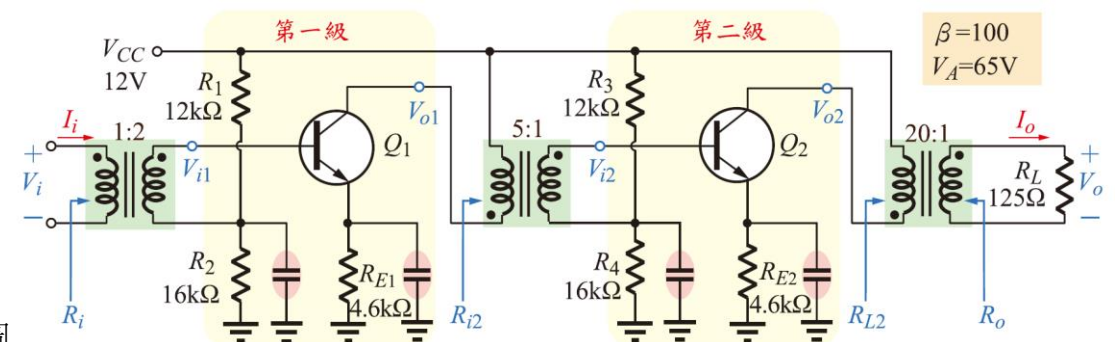 第一級
第二級
β=100
V_A=65V
V_CC
12V
R_1
12kΩ
R_3
12kΩ
V_o1
V_o2
I_i
1:2
Q_1
5:1
Q_2
20:1
I_o
+
V_i
−
V_i1
V_i2
R_L
125Ω
+
V_o
−
R_2
16kΩ
R_E1
4.6kΩ
R_4
16kΩ
R_E2
4.6kΩ
R_i
R_i2
R_L2
R_o